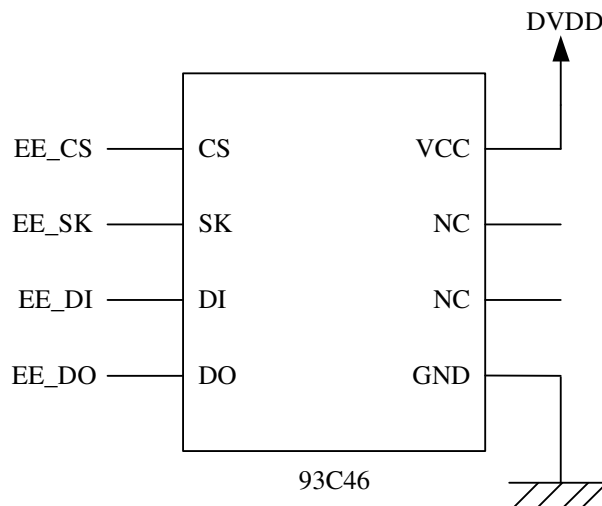 DVDD
EE_CS CS VCC
EE_SK SK NC
EE_DI DI NC
EE_DO DO GND
93C46